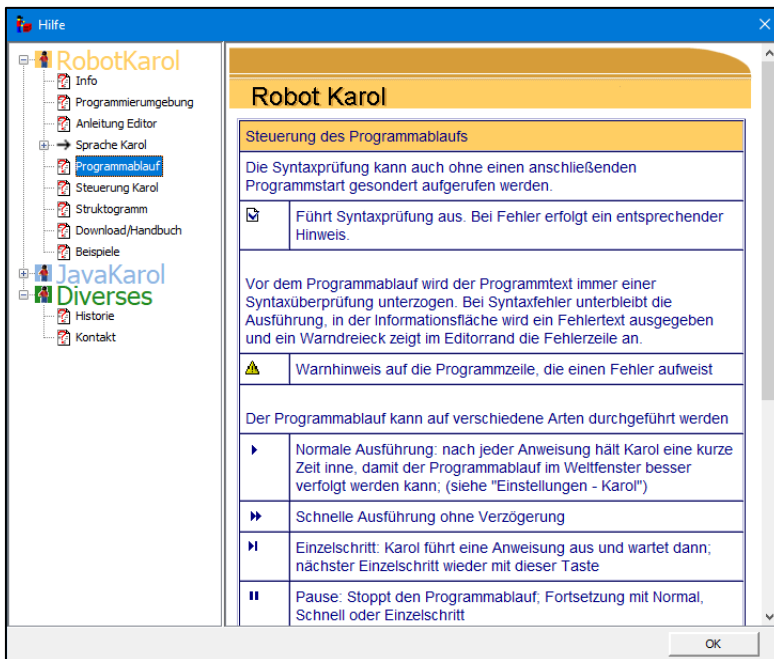 Hilfe
RobotKarol
Info
Programmierumgebung
Anleitung Editor
Sprache Karol
Programmablauf
Steuerung Karol
Struktogramm
Download/Handbuch
Beispiele
JavaKarol
Diverses
Historie
Kontakt
Robot Karol
Steuerung des Programmablaufs
Die Syntaxprüfung kann auch ohne einen anschließenden
Programmstart gesondert aufgerufen werden.
Führt Syntaxprüfung aus. Bei Fehler erfolgt ein entsprechender
Hinweis.
Vor dem Programmablauf wird der Programmtext immer einer
Syntaxüberprüfung unterzogen. Bei Syntaxfehler unterbleibt die
Ausführung, in der Informationsfläche wird ein Fehlertext ausgegeben
und ein Warndreieck zeigt im Editorrand die Fehlerzeile an.
Warnhinweis auf die Programmzeile, die einen Fehler aufweist
Der Programmablauf kann auf verschiedene Arten durchgeführt werden
Normale Ausführung: nach jeder Anweisung hält Karol eine kurze
Zeit inne, damit der Programmablauf im Weltfenster besser
verfolgt werden kann; (siehe "Einstellungen - Karol")
Schnelle Ausführung ohne Verzögerung
Einzelschritt: Karol führt eine Anweisung aus und wartet dann;
nächster Einzelschritt wieder mit dieser Taste
Pause: Stoppt den Programmablauf; Fortsetzung mit Normal,
Schnell oder Einzelschritt
OK